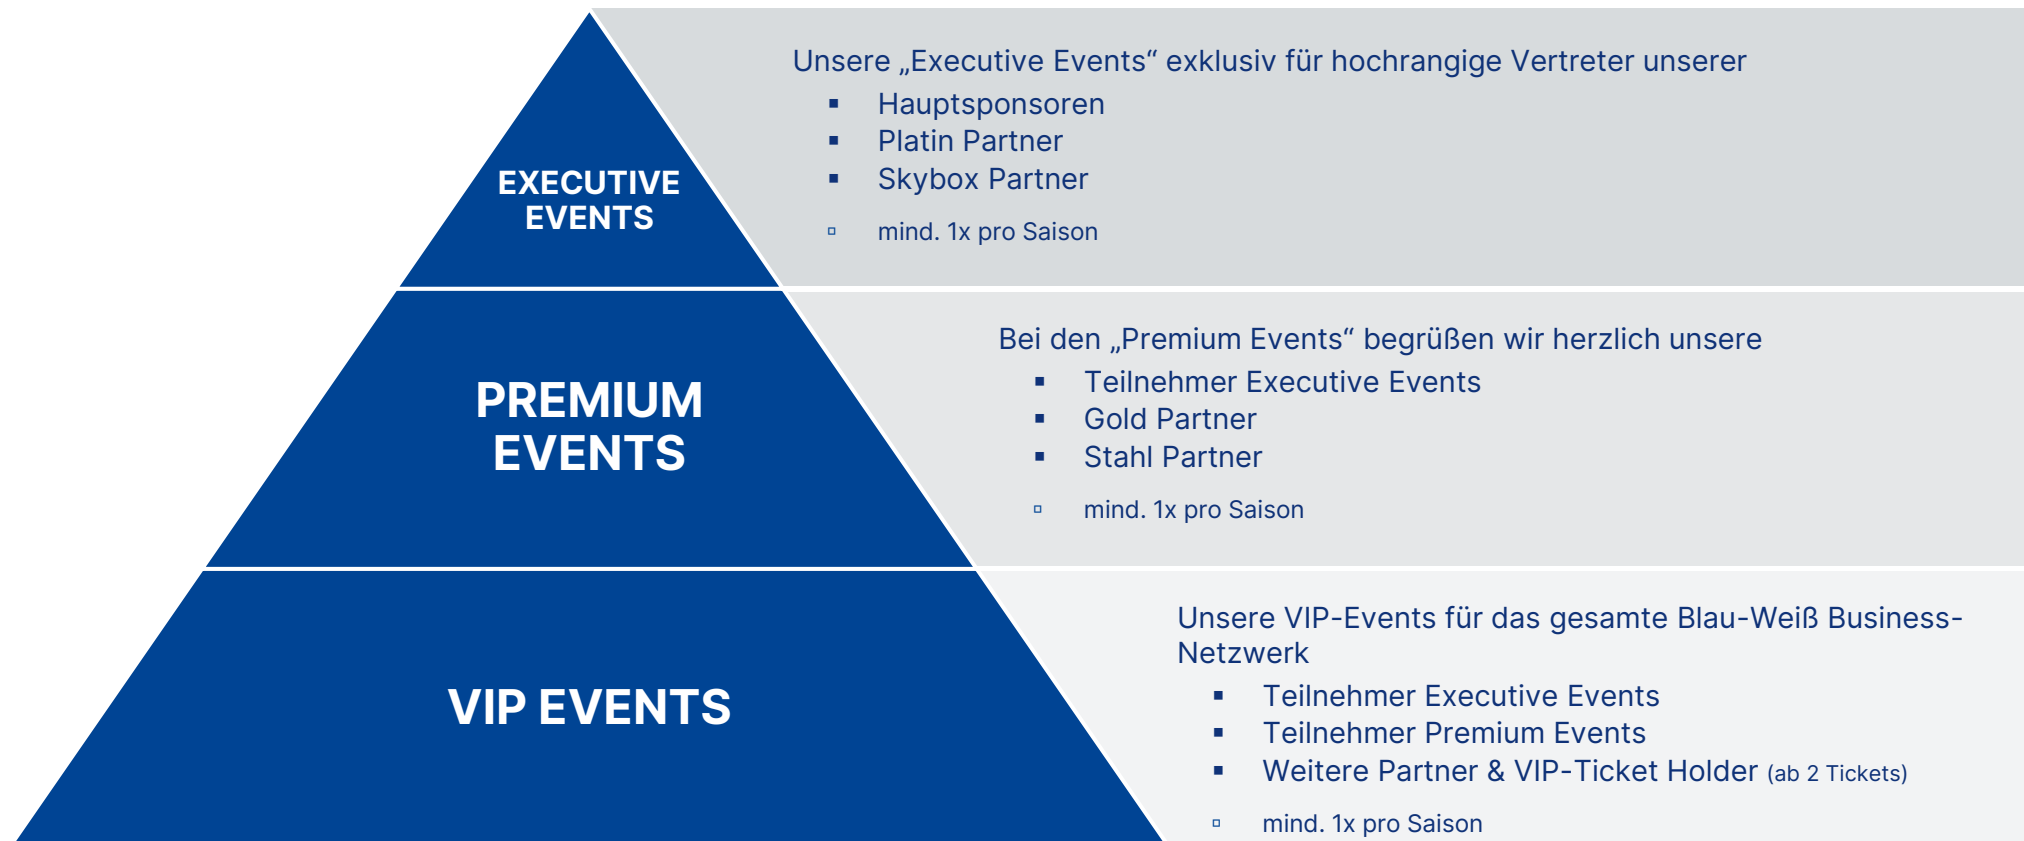 EXECUTIVE
EVENTS
Unsere „Executive Events“ exklusiv für hochrangige Vertreter unserer
▪ Hauptsponsoren
▪ Platin Partner
▪ Skybox Partner
▫ mind. 1x pro Saison
PREMIUM
EVENTS
Bei den „Premium Events“ begrüßen wir herzlich unsere
▪ Teilnehmer Executive Events
▪ Gold Partner
▪ Stahl Partner
▫ mind. 1x pro Saison
VIP EVENTS
Unsere VIP-Events für das gesamte Blau-Weiß Business-
Netzwerk
▪ Teilnehmer Executive Events
▪ Teilnehmer Premium Events
▪ Weitere Partner & VIP-Ticket Holder (ab 2 Tickets)
▫ mind. 1x pro Saison